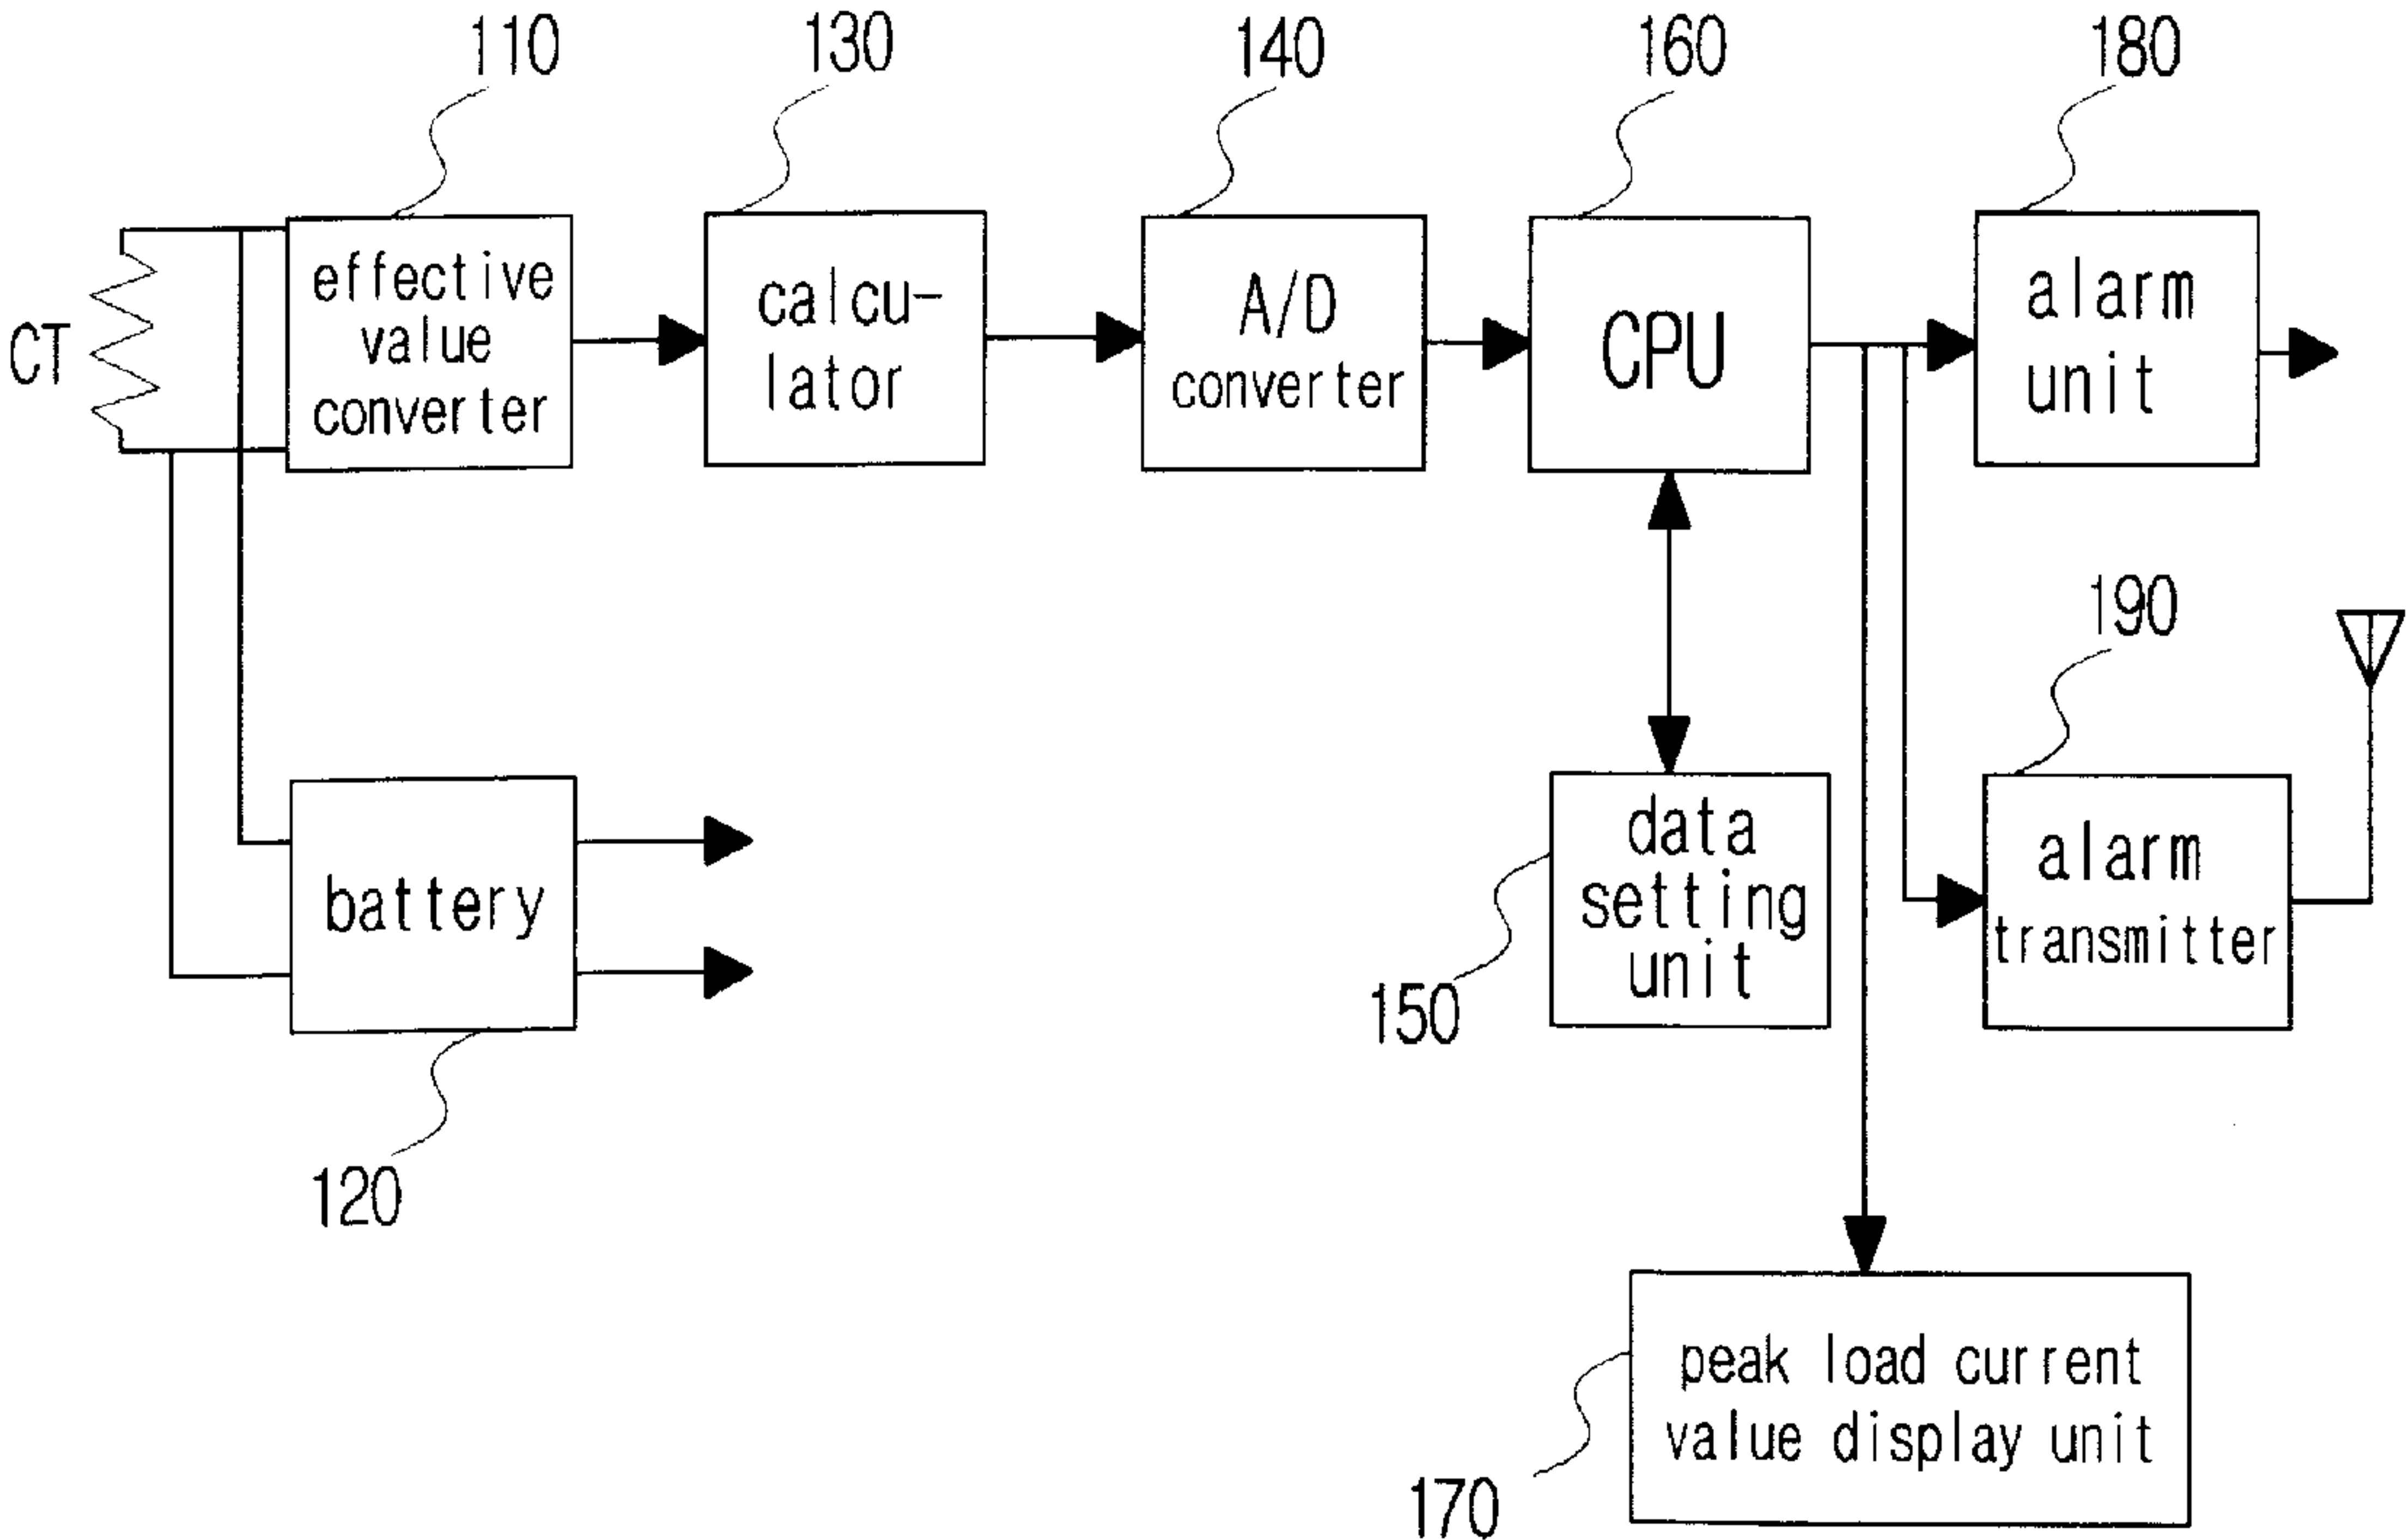 110
130
140
160
180
CT
effective
value
converter
calcu-
lator
A/D
converter
CPU
alarm
unit
190
battery
120
data
setting
unit
150
alarm
transmitter
peak load current
value display unit
170